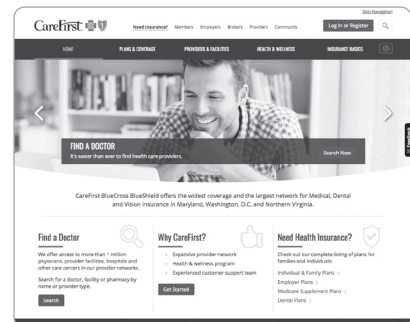 Skip Navigation
CareFirst
Need Insurance? Members Employers Brokers Providers Community
Log In or Register
HOME PLANS & COVERAGE PROVIDERS & FACILITIES HEALTH & WELLNESS INSURANCE BASICS
FIND A DOCTOR
It's easier than ever to find health care providers.
Search Now
CareFirst BlueCross BlueShield offers the widest coverage and the largest network for Medical, Dental
and Vision insurance in Maryland, Washington, D.C. and Northern Virginia.
Find a Doctor
We offer access to more than 1 million
physicians, provider facilities, hospitals and
other care centers in our provider networks.
Search for a doctor, facility or pharmacy by
name or provider type.
Search
Why CareFirst?
Expansive provider network
Health & wellness program
Experienced customer support team
Get Started
Need Health Insurance?
Check out our complete listing of plans for
families and individuals:
Individual & Family Plans >
Employer Plans >
Medicare Supplement Plans >
Dental Plans >